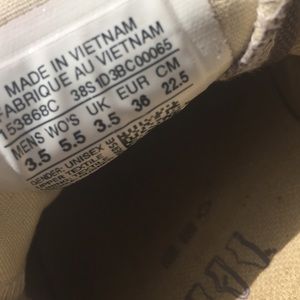 MADE IN VIETNAM
FABRIQUE AU VIETNAM
153868C 38S1D3BC00065
MENS WO'S UK EUR CM
3.5 5.5 3.5 36 22.5
GENDER: UNISEX
TEXTILE